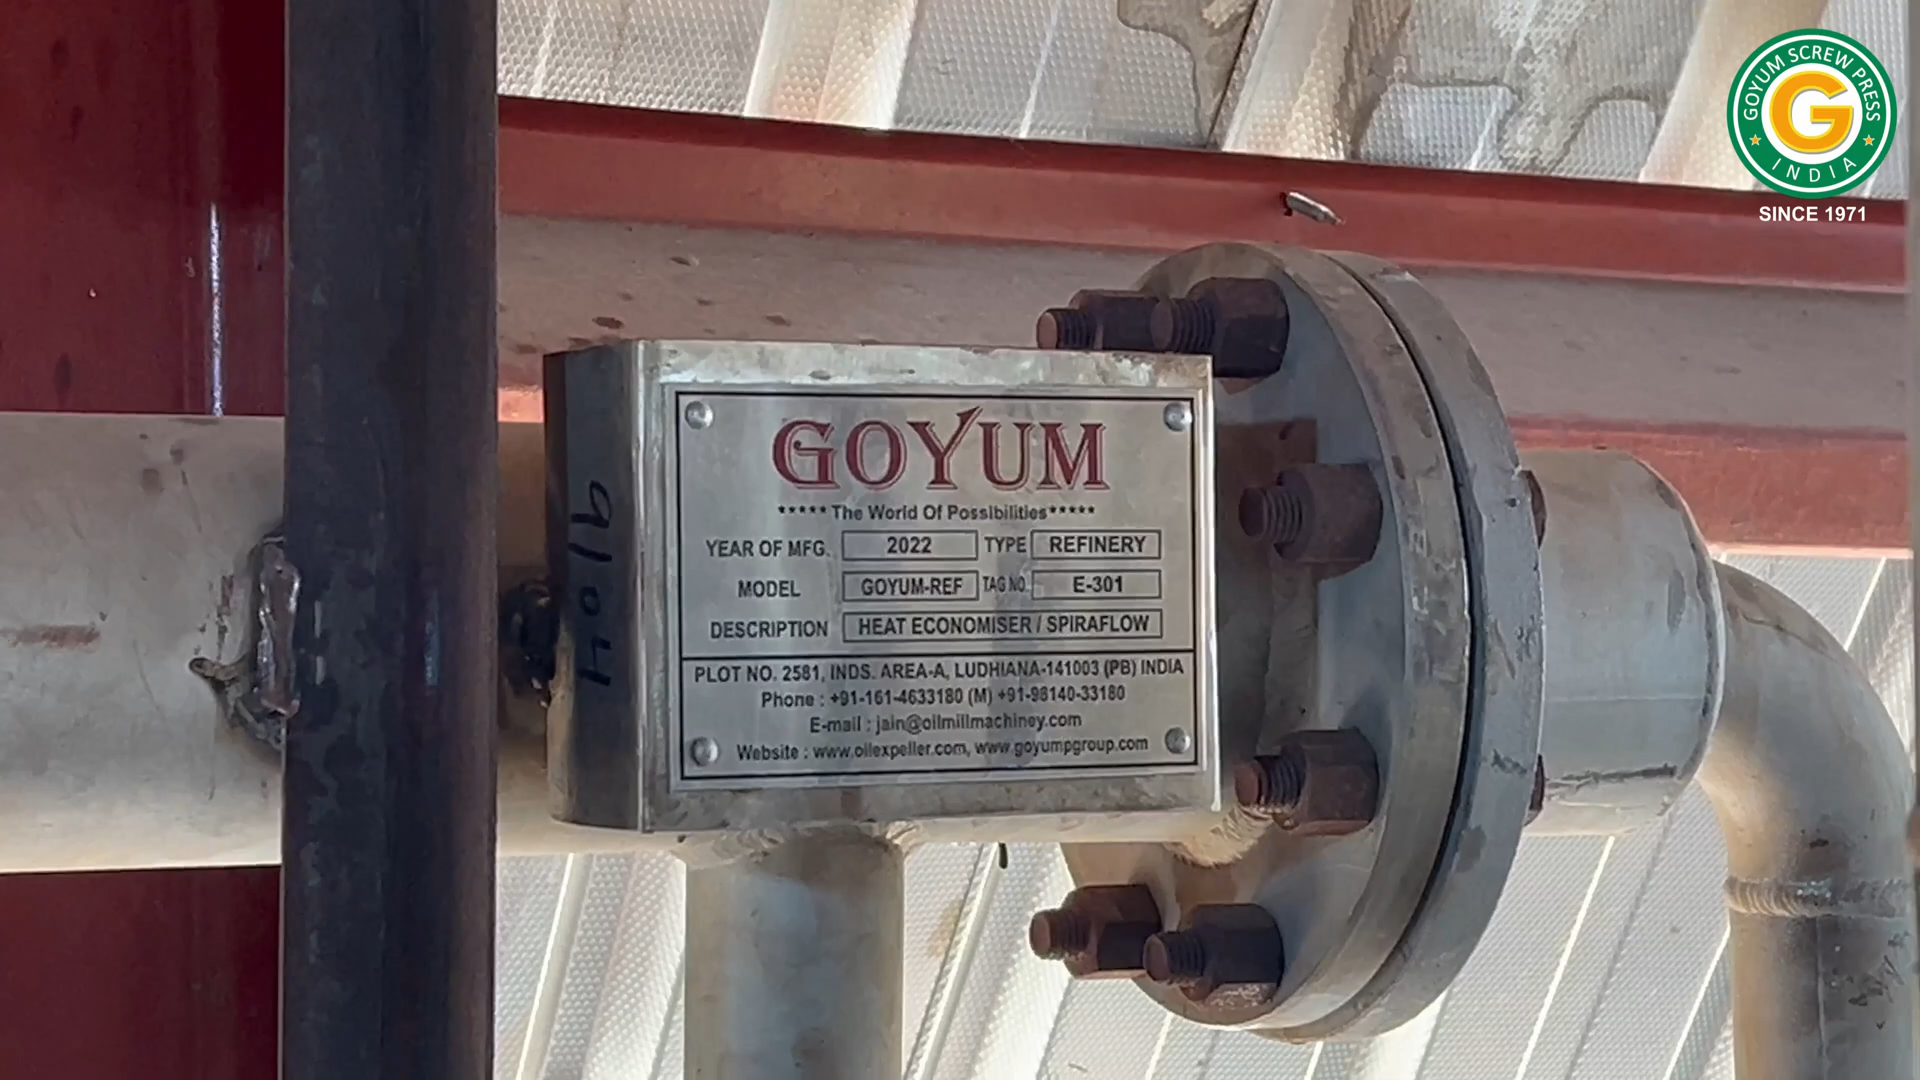 GOYUM SCREW PRESS
G
INDIA
SINCE 1971
GOYUM
*****The World Of Possibilities*****
YEAR OF MFG. 2022 TYPE REFINERY
MODEL GOYUM-REF TAG NO. E-301
DESCRIPTION HEAT ECONOMISER / SPIRAFLOW
PLOT NO. 2581, INDS. AREA-A, LUDHIANA-141003 (PB) INDIA
Phone : +91-161-4633180 (M) +91-98140-33180
E-mail : jain@oilmillmachiney.com
Website : www.oilexpeller.com, www.goyumpgroup.com